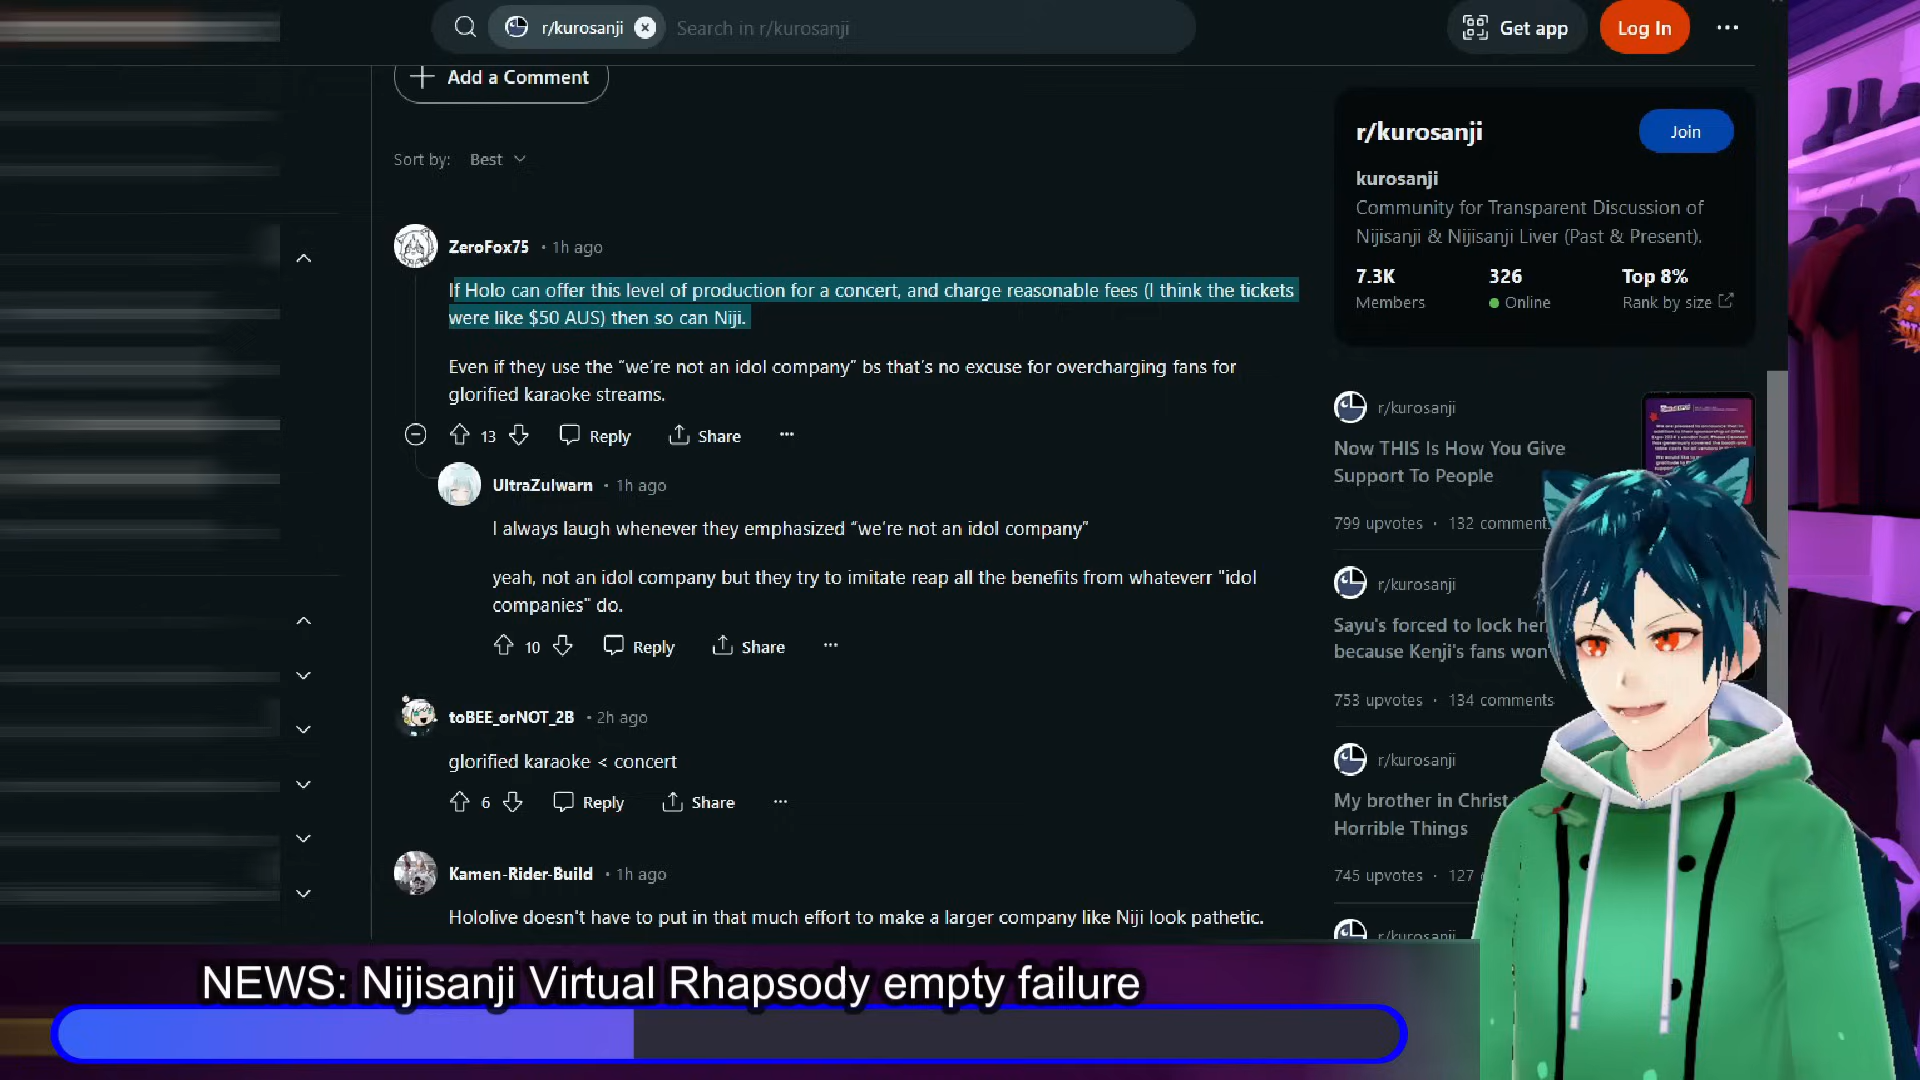 r/kurosanji
Search in r/kurosanji
Get app
Log In
Add a Comment
Sort by: Best
ZeroFox75 • 1h ago
If Holo can offer this level of production for a concert, and charge reasonable fees (I think the tickets
were like $50 AUS) then so can Niji.
Even if they use the “we’re not an idol company” bs that’s no excuse for overcharging fans for
glorified karaoke streams.
13 Reply Share
UltraZulwarn • 1h ago
I always laugh whenever they emphasized “we’re not an idol company”
yeah, not an idol company but they try to imitate reap all the benefits from whateverr "idol
companies" do.
10 Reply Share
toBEE_orNOT_2B • 2h ago
glorified karaoke < concert
6 Reply Share
Kamen-Rider-Build • 1h ago
Hololive doesn't have to put in that much effort to make a larger company like Niji look pathetic.
r/kurosanji
Join
kurosanji
Community for Transparent Discussion of
Nijisanji & Nijisanji Liver (Past & Present).
7.3K 326 Top 8%
Members Online Rank by size
r/kurosanji
Now THIS Is How You Give
Support To People
799 upvotes • 132 comment
r/kurosanji
Sayu's forced to lock her
because Kenji's fans won'
753 upvotes • 134 comments
r/kurosanji
My brother in Christ
Horrible Things
745 upvotes • 127
r/kurosanji
NEWS: Nijisanji Virtual Rhapsody empty failure